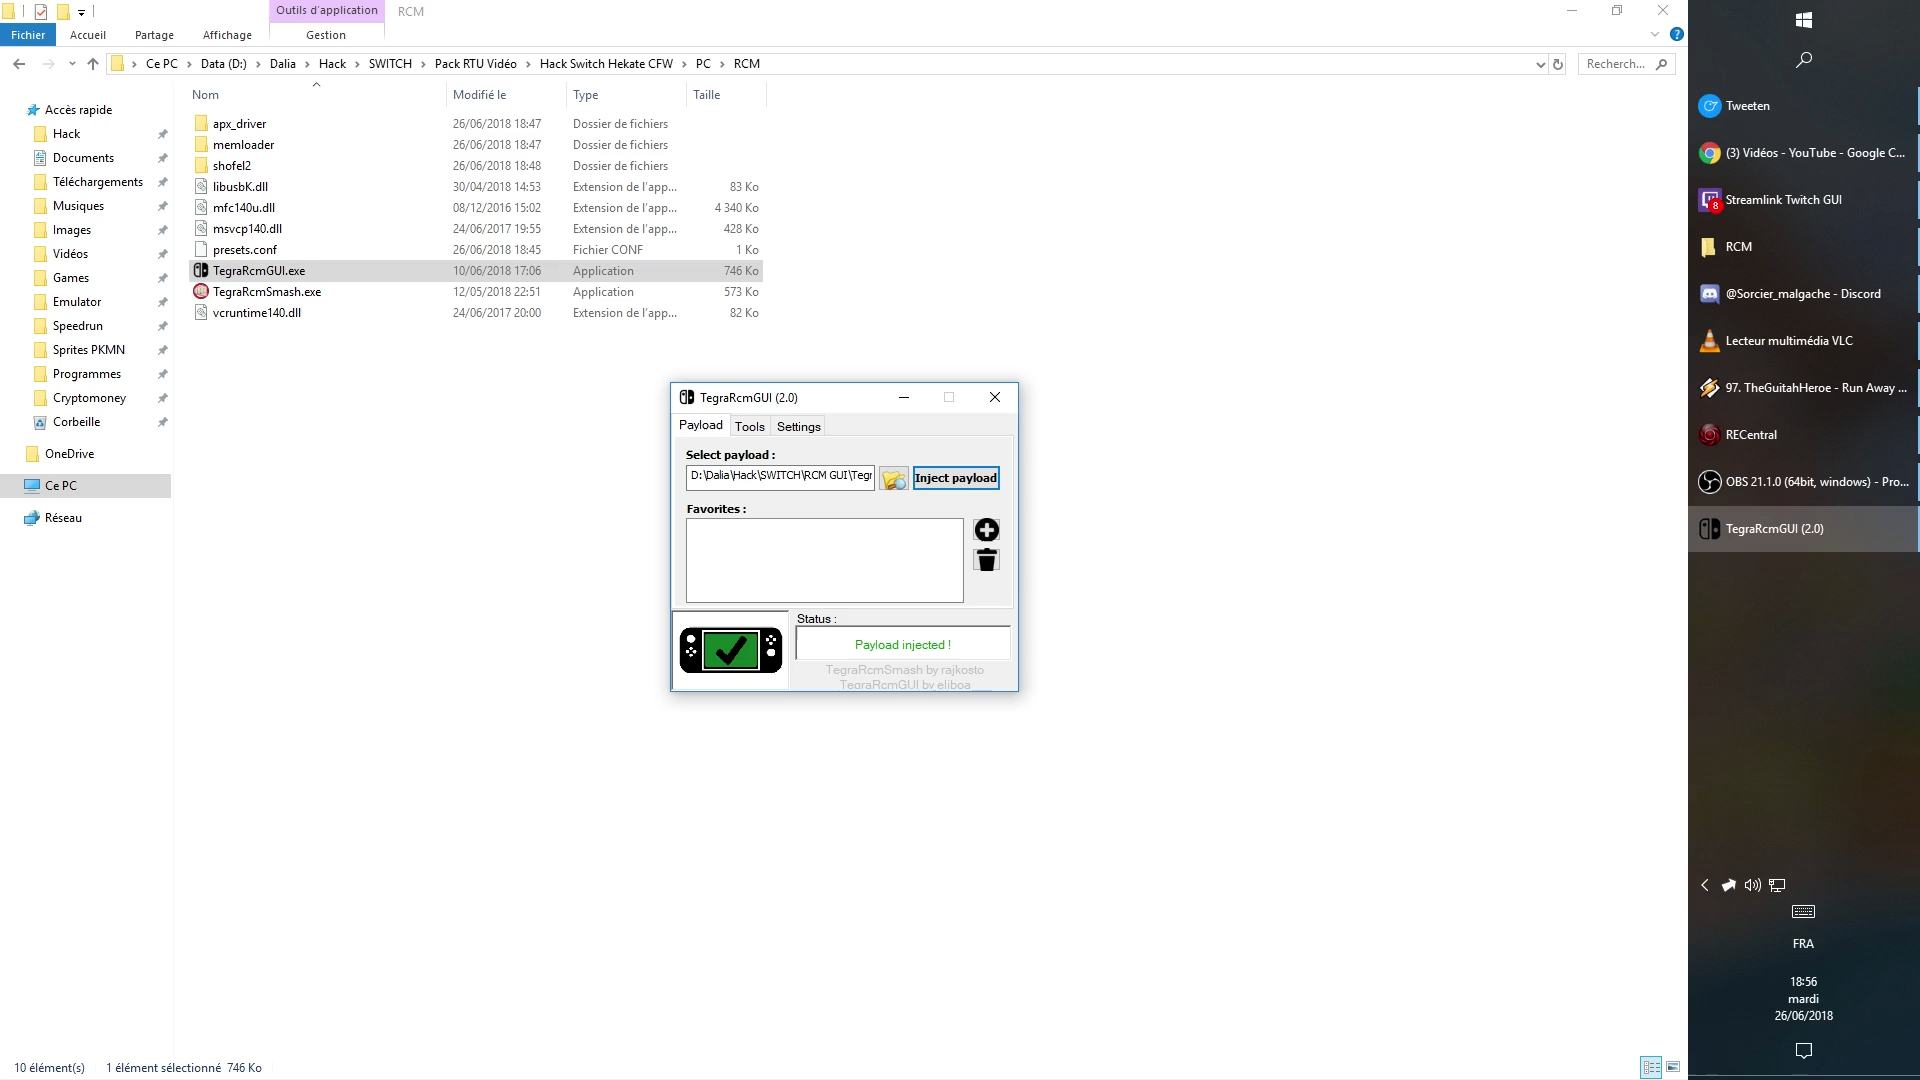 Outils d'application
RCM
Fichier
Accueil
Partage
Affichage
Gestion
Ce PC
Data (D:)
Dalia
Hack
SWITCH
Pack RTU Vidéo
Hack Switch Hekate CFW
PC
RCM
Recherch...
Nom
Modifié le
Type
Taille
Accès rapide
Hack
Documents
Téléchargements
Musiques
Images
Vidéos
Games
Emulator
Speedrun
Sprites PKMN
Programmes
Cryptomoney
Corbeille
OneDrive
Ce PC
Réseau
apx_driver 26/06/2018 18:47 Dossier de fichiers
memloader 26/06/2018 18:47 Dossier de fichiers
shofel2 26/06/2018 18:48 Dossier de fichiers
libusbK.dll 30/04/2018 14:53 Extension de l'app... 83 Ko
mfc140u.dll 08/12/2016 15:02 Extension de l'app... 4 340 Ko
msvcp140.dll 24/06/2017 19:55 Extension de l'app... 428 Ko
presets.conf 26/06/2018 18:45 Fichier CONF 1 Ko
TegraRcmGUI.exe 10/06/2018 17:06 Application 746 Ko
TegraRcmSmash.exe 12/05/2018 22:51 Application 573 Ko
vcruntime140.dll 24/06/2017 20:00 Extension de l'app... 82 Ko
TegraRcmGUI (2.0)
Payload
Tools
Settings
Select payload :
D:\Dalia\Hack\SWITCH\RCM GUI\Tegr
Inject payload
Favorites :
Status :
Payload injected !
TegraRcmSmash by rajkosto
TegraRcmGUI by eliboa
10 élément(s)
1 élément sélectionné 746 Ko
Tweeten
(3) Vidéos - YouTube - Google C...
8
Streamlink Twitch GUI
RCM
@Sorcier_malgache - Discord
Lecteur multimédia VLC
97. TheGuitahHeroe - Run Away ...
RECentral
OBS 21.1.0 (64bit, windows) - Pro...
TegraRcmGUI (2.0)
FRA
18:56
mardi
26/06/2018